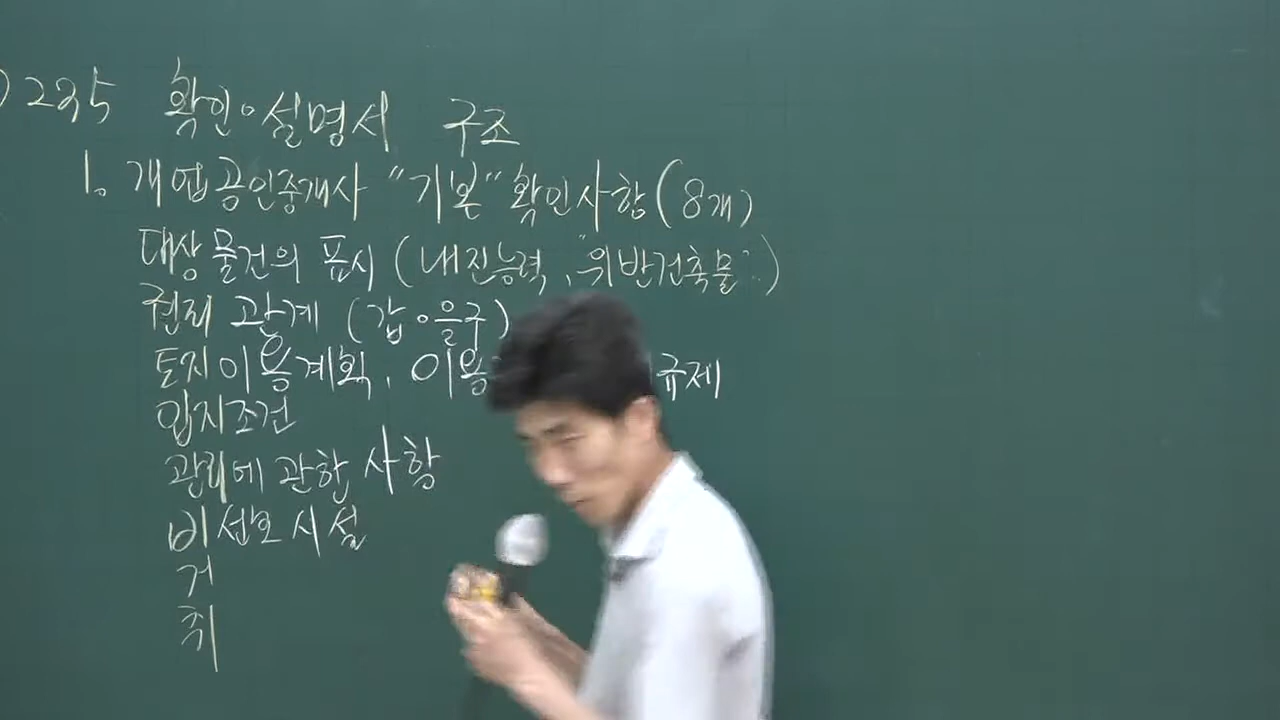 ) 235 확인·설명서 구조
1. 개업공인중개사 "기본" 확인사항(8개)
대상물건의 표시 (내진능력, "위반건축물")
권리관계 (갑·을구)
토지이용계획, 이용 규제
입지조건
관리에 관한 사항
비선호시설
거
취